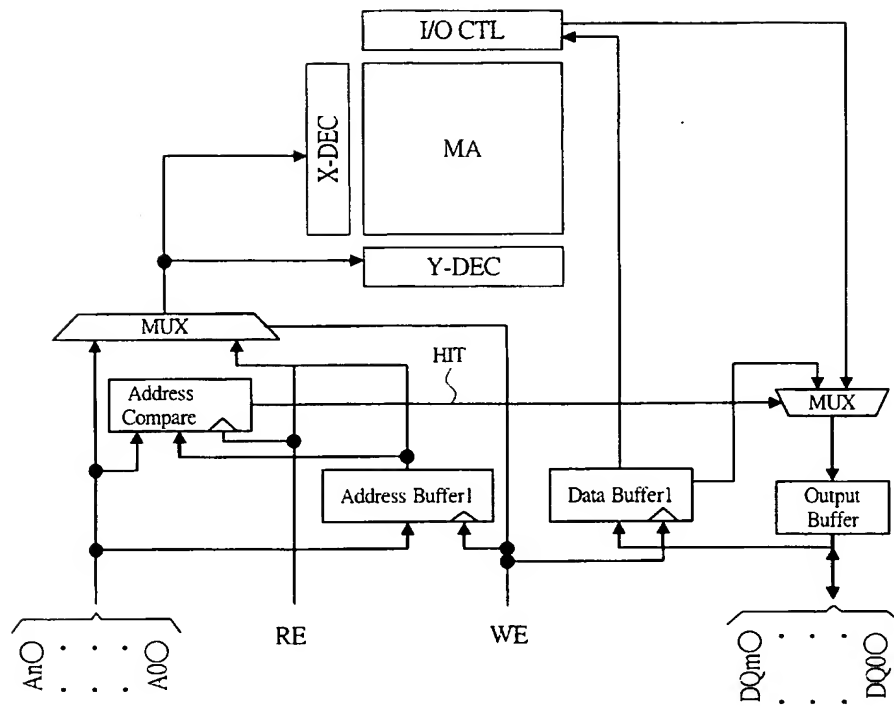 I/O CTL
X-DEC
MA
Y-DEC
MUX
HIT
Address
Compare
MUX
Address Buffer1
Data Buffer1
Output
Buffer
An
A0
RE
WE
DQm
DQ0